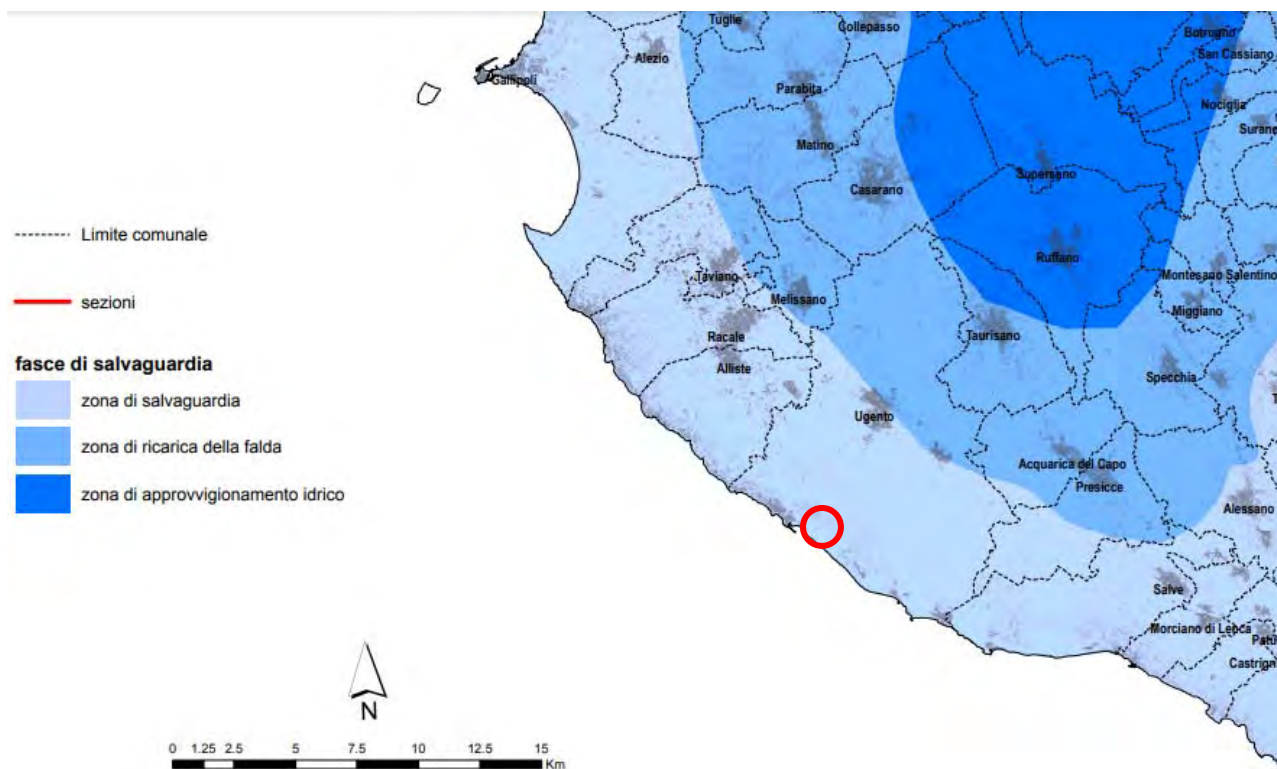 Tuglie
Collepasso
Botrugno
San Cassiano
Alezio
Gallipoli
Parabita
Nociglia
Matino
Supersano
Casarano
Limite comunale
Ruffano
Taviano
Montesano Salentino
Melissano
sezioni
Miggiano
Racale
Taurisano
fasce di salvaguardia
Alliste
Specchia
zona di salvaguardia
Ugento
zona di ricarica della falda
Acquarica del Capo
Presicce
zona di approvvigionamento idrico
Alessano
Salve
Morciano di Leuca
N
0 1.25 2.5 5 7.5 10 12.5 15
Km